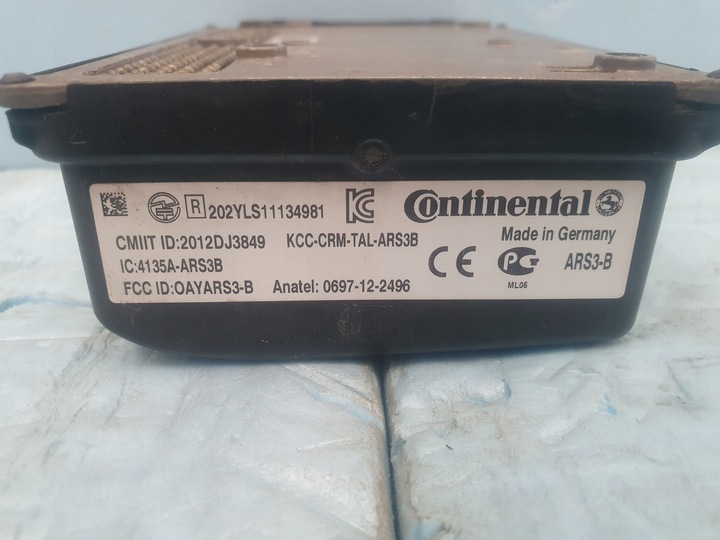 R 202YLS11134981
Continental
CMIIT ID:2012DJ3849 KCC-CRM-TAL-ARS3B
Made in Germany
IC:4135A-ARS3B
CE
ARS3-B
FCC ID:OAYARS3-B Anatel: 0697-12-2496
ML05